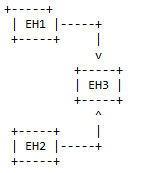 +-----+
| EH1 |-----+
+-----+     |
            v
         +-----+
         | EH3 |
         +-----+
            ^
+-----+     |
| EH2 |-----+
+-----+